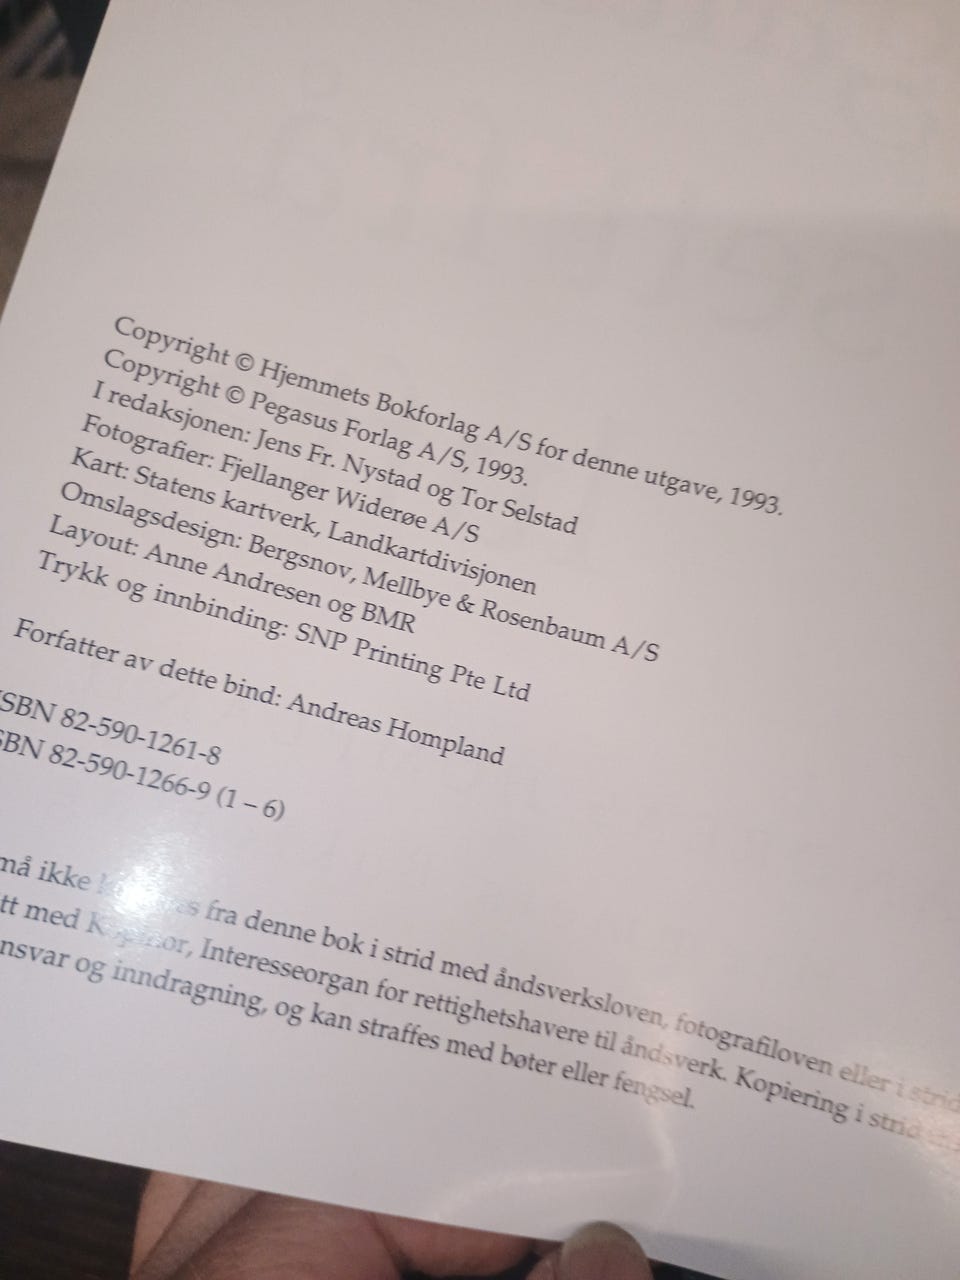 Copyright © Hjemmets Bokforlag A/S for denne utgave, 1993.
Copyright © Pegasus Forlag A/S, 1993.
I redaksjonen: Jens Fr. Nystad og Tor Selstad
Fotografier: Fjellanger Widerøe A/S
Kart: Statens kartverk, Landkartdivisjonen
Omslagsdesign: Bergsnov, Mellbye & Rosenbaum A/S
Layout: Anne Andresen og BMR
Trykk og innbinding: SNP Printing Pte Ltd
Forfatter av dette bind: Andreas Hompland
ISBN 82-590-1261-8
ISBN 82-590-1266-9 (1 – 6)
må ikke fra denne bok i strid med åndsverksloven, fotografiloven eller i strid
tt med Kopinor, Interesseorgan for rettighetshavere til åndsverk. Kopiering i strid
nsvar og inndragning, og kan straffes med bøter eller fengsel.